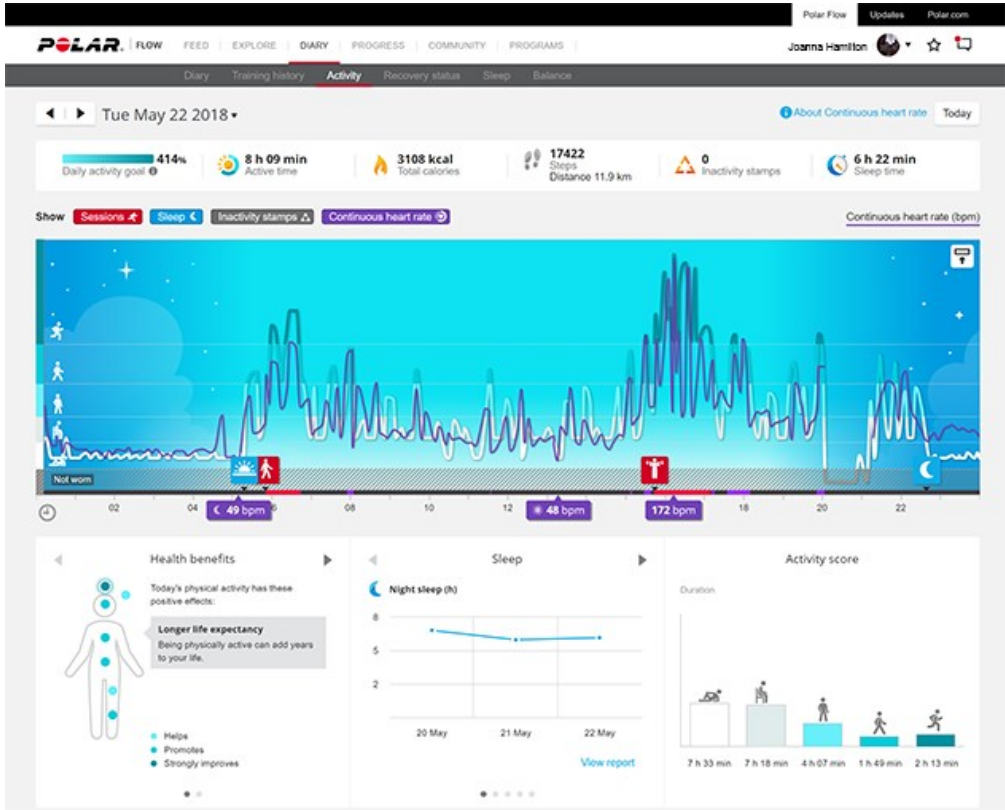 Polar Flow Updates Polar.com
POLAR. FLOW FEED EXPLORE DIARY PROGRESS COMMUNITY PROGRAMS Joanna Hamilton
Diary Training history Activity Recovery status Sleep Balance
Tue May 22 2018 About Continuous heart rate Today
414% 8 h 09 min 3108 kcal 17422 0 6 h 22 min
Daily activity goal Active time Total calories Steps Inactivity stamps Sleep time
Distance 11.9 km
Show Sessions Sleep Inactivity stamps Continuous heart rate Continuous heart rate (bpm)
Not worn
02 04 6 08 10 12 18 20 22
49 bpm 48 bpm 172 bpm
Health benefits Sleep Activity score
Today's physical activity has these
positive effects:
Longer life expectancy
Being physically active can add years
to your life.
Helps
Promotes
Strongly improves
Night sleep (h)
8
5
2
20 May 21 May 22 May
View report
Duration
7 h 33 min 7 h 18 min 4 h 07 min 1 h 49 min 2 h 13 min